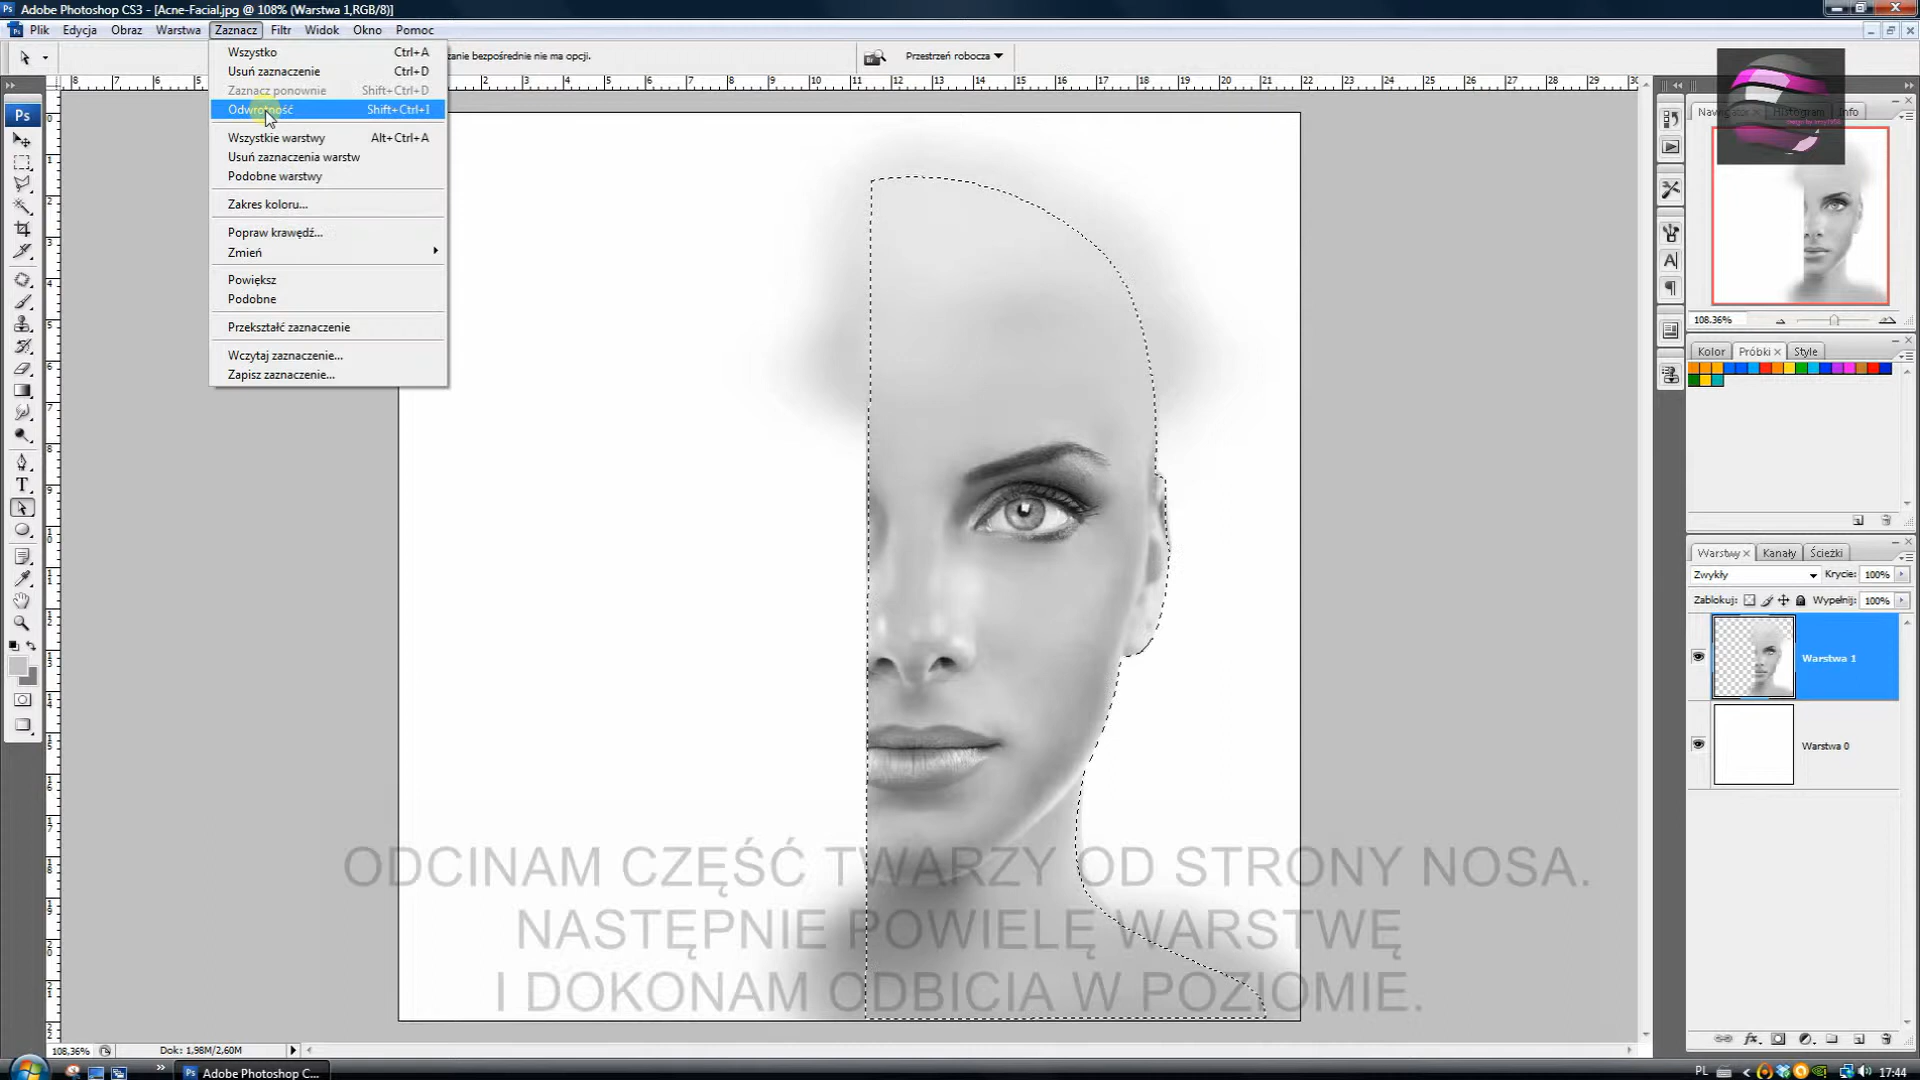 Adobe Photoshop CS3 - [Acne-Facial.jpg @ 108% (Warstwa 1,RGB/8)]
Plik Edycja Obraz Warstwa Zaznacz Filtr Widok Okno Pomoc
zanie bezpośrednie nie ma opcji.
Przestrzeń robocza
Wszystko Ctrl+A
Usuń zaznaczenie Ctrl+D
Zaznacz ponownie Shift+Ctrl+D
Odwrotność Shift+Ctrl+I
Wszystkie warstwy Alt+Ctrl+A
Usuń zaznaczenia warstw
Podobne warstwy
Zakres koloru...
Popraw krawędź...
Zmień
Powiększ
Podobne
Przekształć zaznaczenie
Wczytaj zaznaczenie...
Zapisz zaznaczenie...
Nawigator Histogram Info
108.36%
Kolor Próbki Style
Warstwy Kanały Ścieżki
Zwykły Krycie: 100%
Zablokuj: Wypełnij: 100%
Warstwa 1
Warstwa 0
ODCINAM CZĘŚĆ TWARZY OD STRONY NOSA.
NASTĘPNIE POWIELĘ WARSTWĘ
I DOKONAM ODBICIA W POZIOMIE.
108,36% Dok: 1,98M/2,60M
Adobe Photoshop C...
PL 17:44